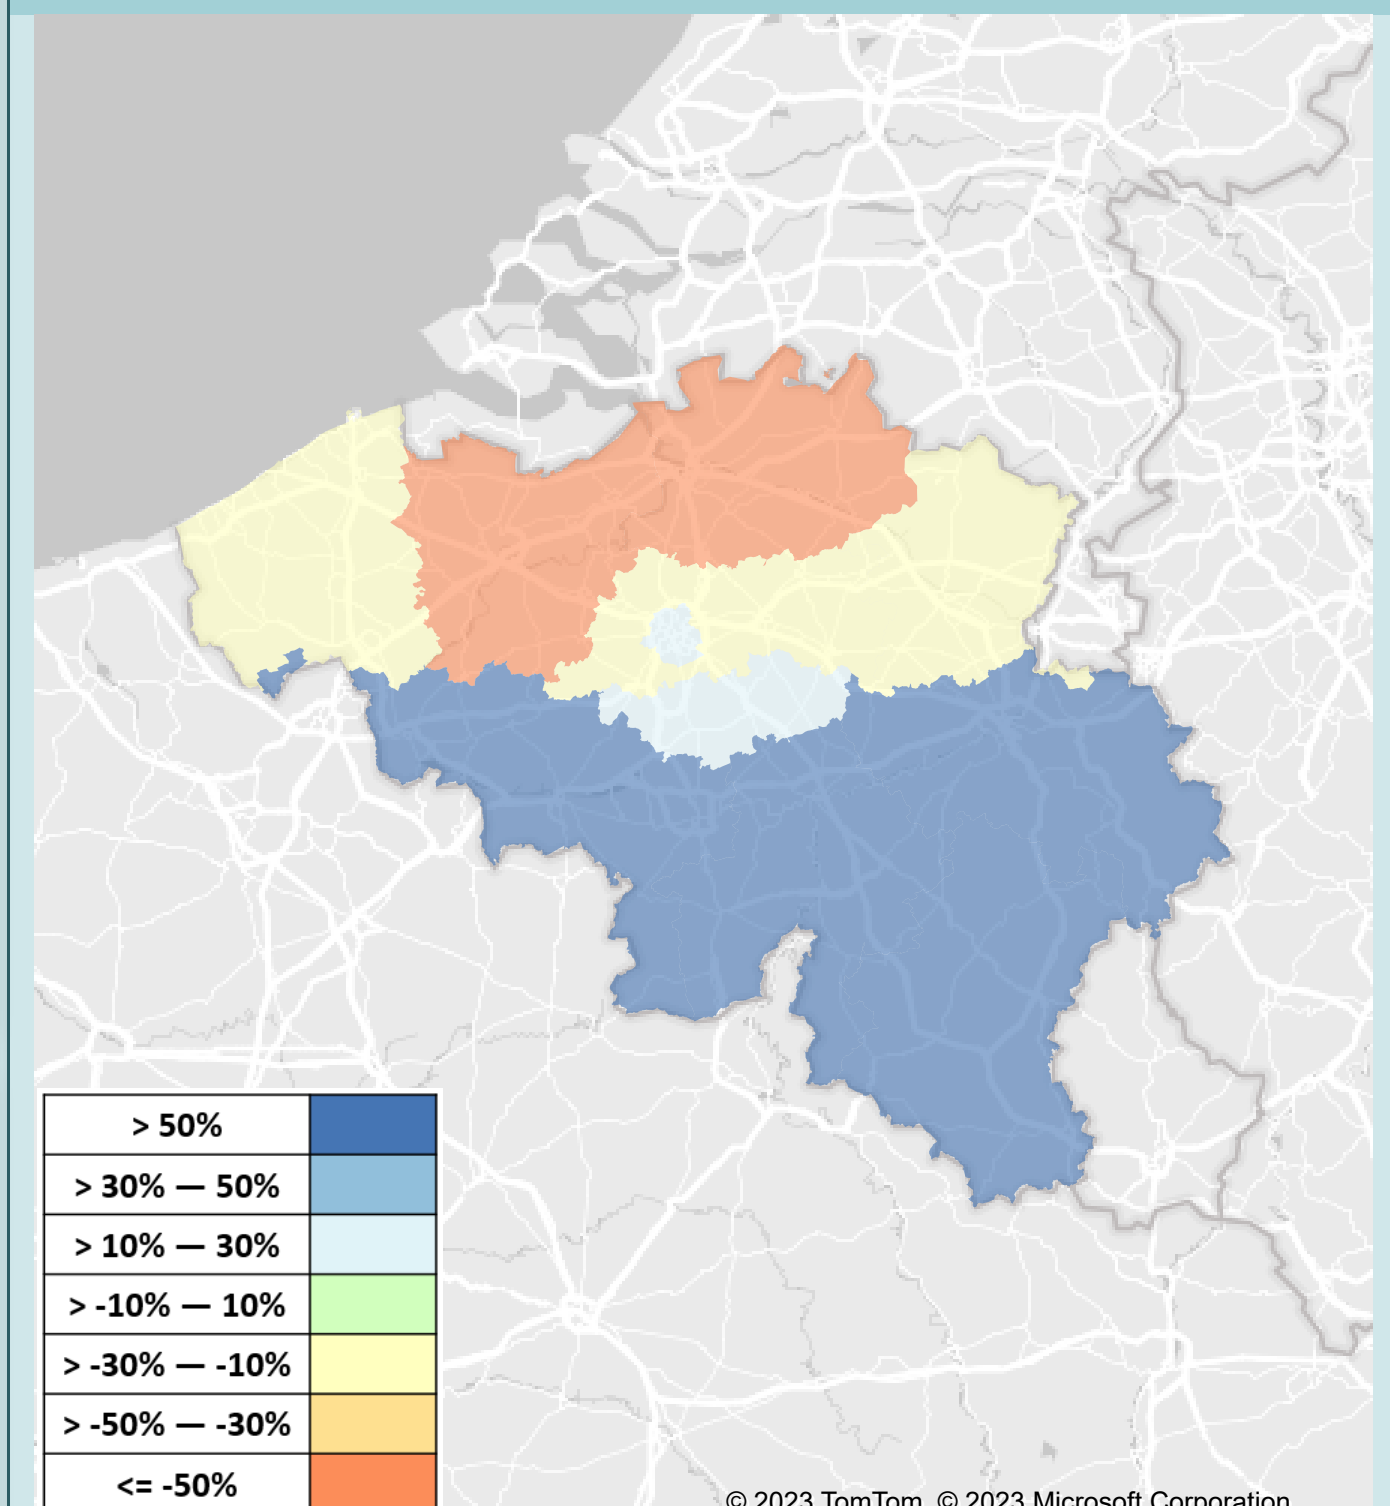 > 50%
> 30% — 50%
> 10% — 30%
> -10% — 10%
> -30% — -10%
> -50% — -30%
<= -50%
© 2023 TomTom, © 2023 Microsoft Corporation